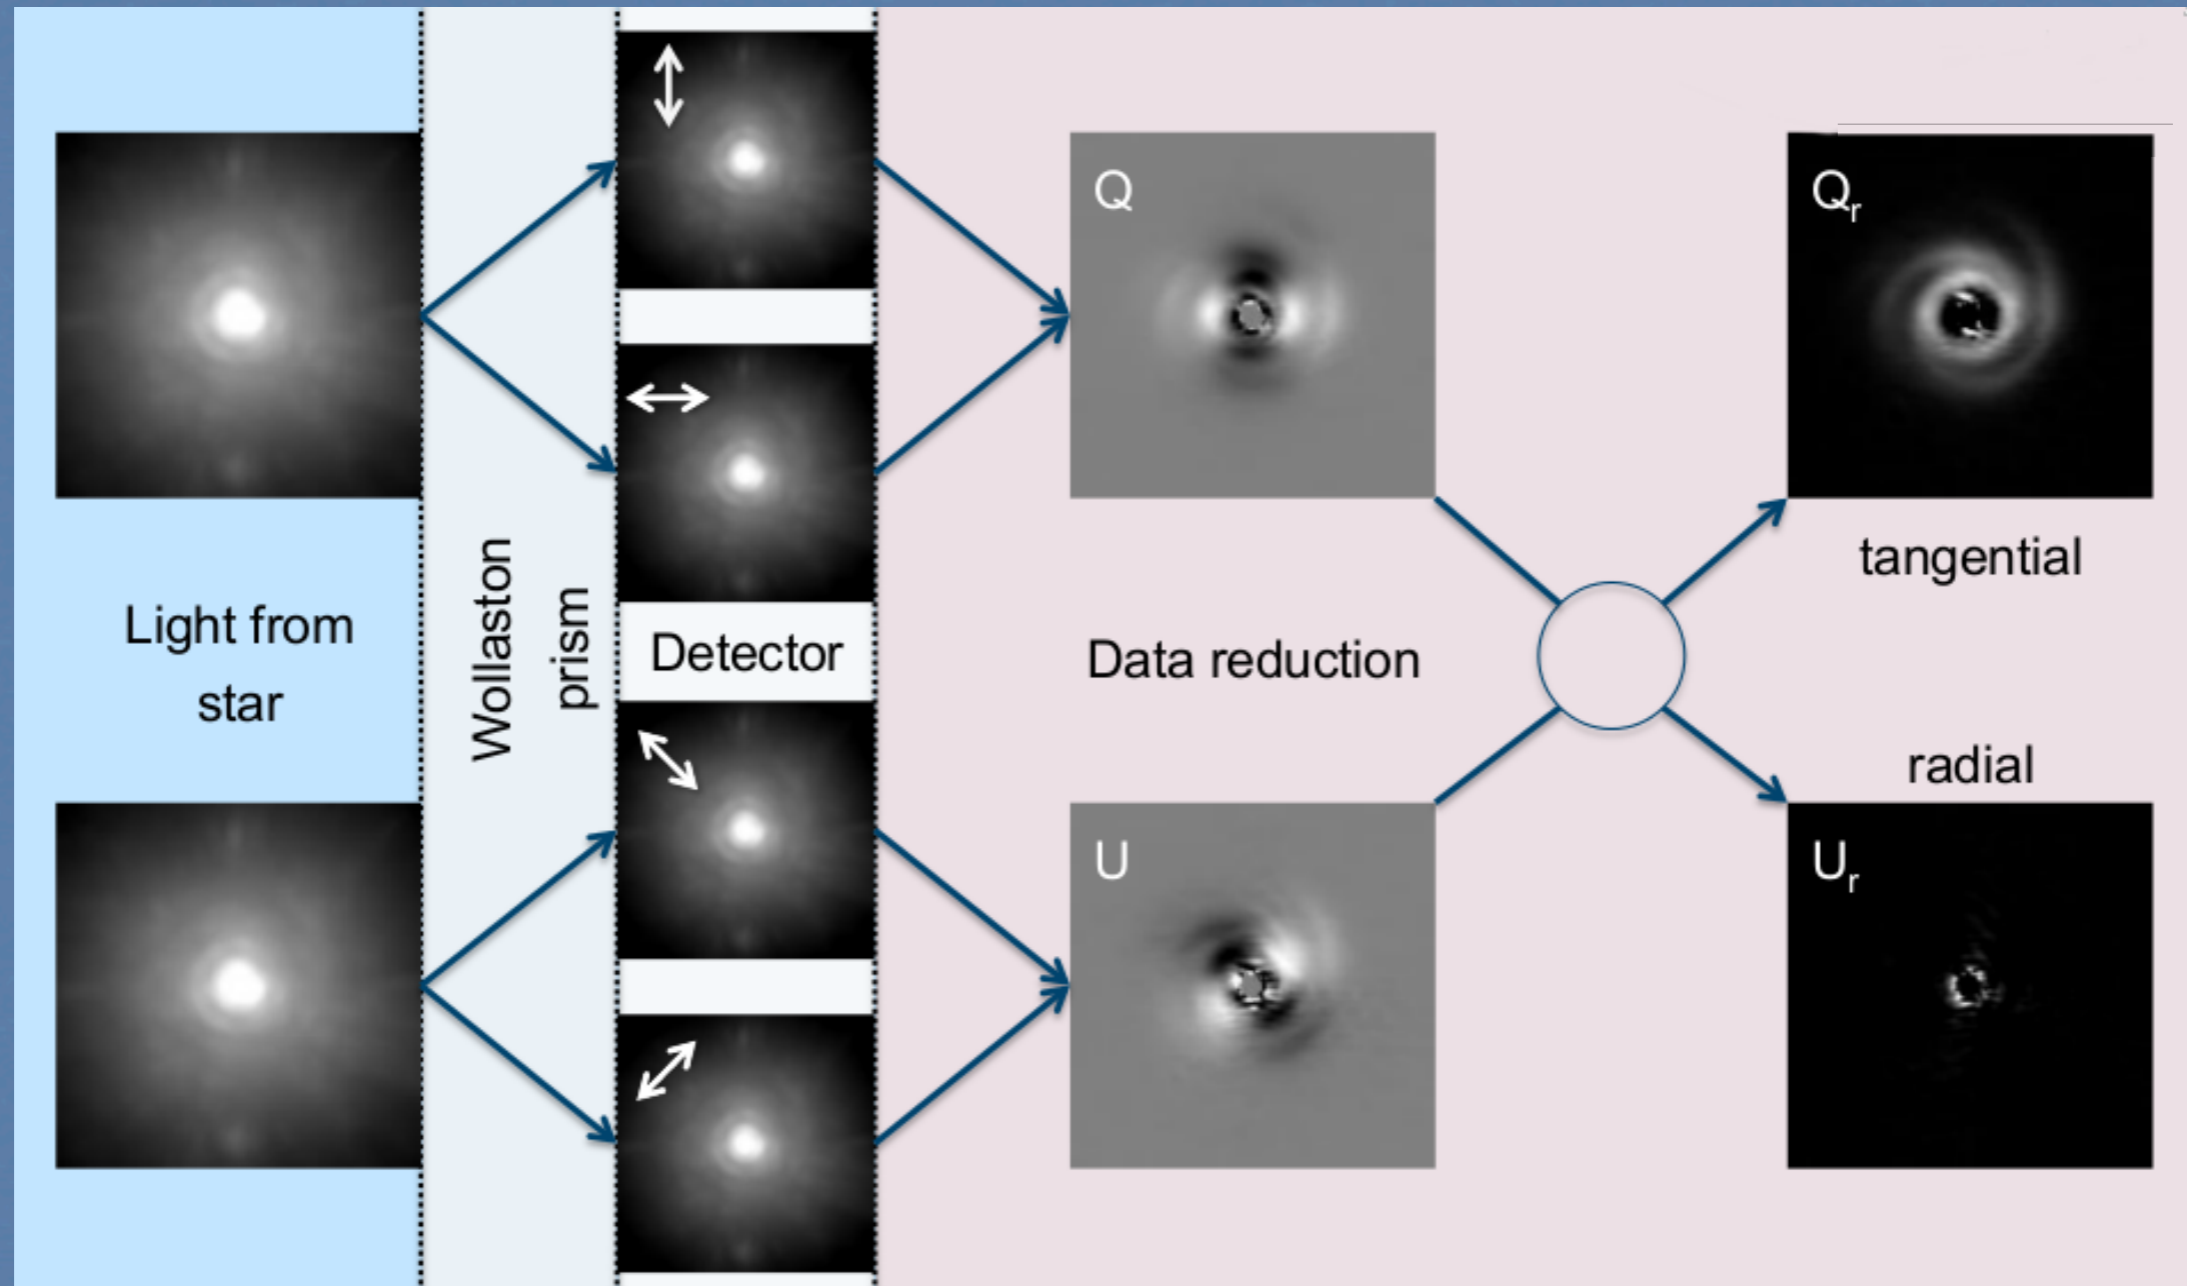 Light from
star
Wollaston
prism
Detector
Data reduction
Q
U
Qr
tangential
radial
Ur